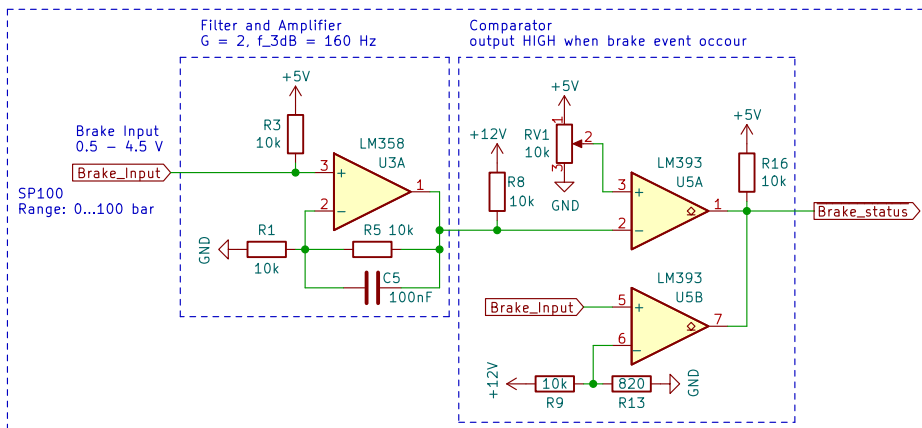 Filter and Amplifier
G = 2, f_3dB = 160 Hz
Comparator
output HIGH when brake event occour
+5V
R3
10k
Brake Input
0.5 – 4.5 V
Brake_Input
SP100
Range: 0...100 bar
LM358
U3A
3
+
2
−
1
GND
R1
10k
R5 10k
C5
100nF
+12V
R8
10k
+5V
RV1
10k
1
2
3
GND
LM393
U5A
3
+
2
−
1
+5V
R16
10k
Brake_status
LM393
U5B
Brake_Input
5
+
6
−
7
+12V
10k
R9
820
R13
GND